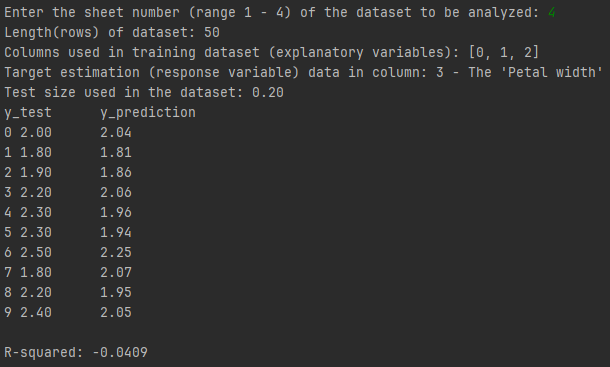 Enter the sheet number (range 1 - 4) of the dataset to be analyzed: 4
Length(rows) of dataset: 50
Columns used in training dataset (explanatory variables): [0, 1, 2]
Target estimation (response variable) data in column: 3 - The 'Petal width'
Test size used in the dataset: 0.20
y_test      y_prediction
0 2.00      2.04
1 1.80      1.81
2 1.90      1.86
3 2.20      2.06
4 2.30      1.96
5 2.30      1.94
6 2.50      2.25
7 1.80      2.07
8 2.20      1.95
9 2.40      2.05
R-squared: -0.0409